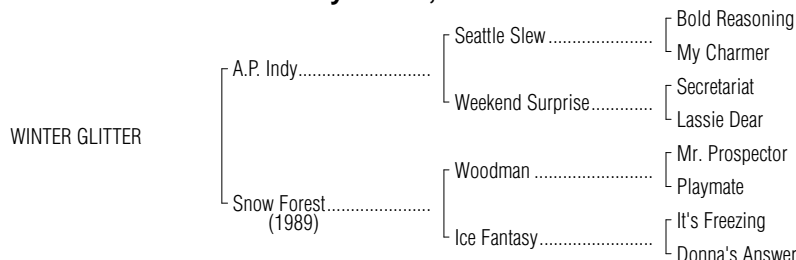 Bold Reasoning
Seattle Slew
My Charmer
A.P. Indy
Secretariat
Weekend Surprise
Lassie Dear
WINTER GLITTER
Mr. Prospector
Woodman
Playmate
Snow Forest
(1989)
It's Freezing
Ice Fantasy
Donna's Answer